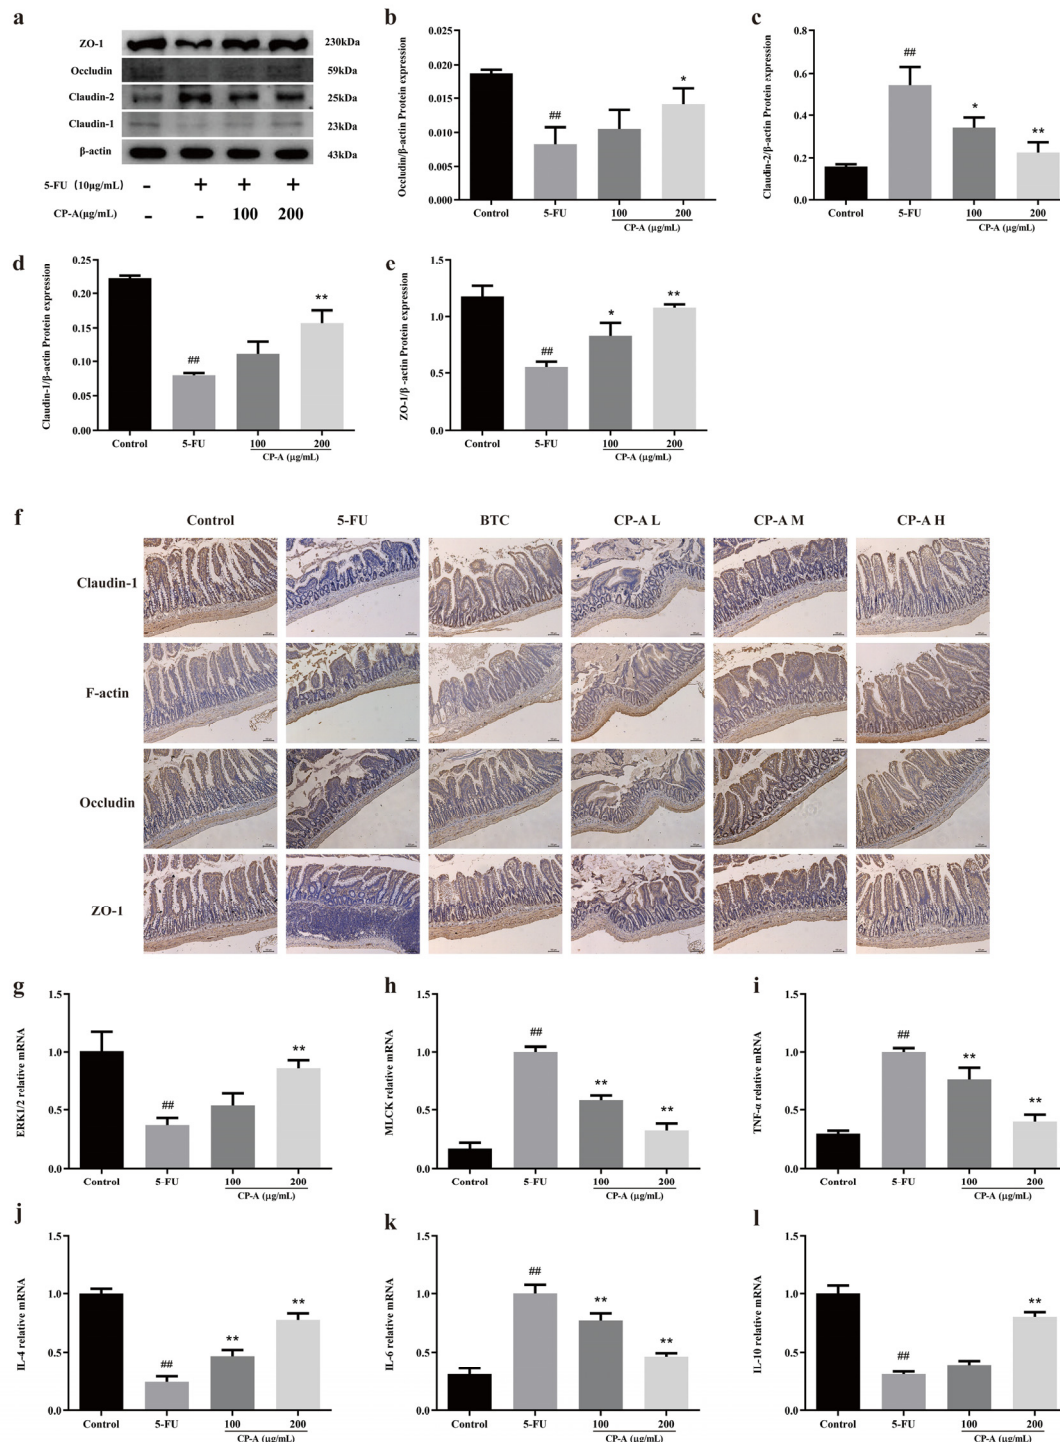 a
ZO-1 230kDa
Occludin 59kDa
Claudin-2 25kDa
Claudin-1 23kDa
β-actin 43kDa
5-FU (10μg/mL) - + + +
CP-A(μg/mL) - - 100 200
b
Occludin/β-actin Protein expression
0.025
0.020
0.015
0.010
0.005
0.000
##
*
Control 5-FU 100 200
CP-A (μg/mL)
c
Claudin-2/β-actin Protein expression
0.8
0.6
0.4
0.2
0.0
##
*
**
Control 5-FU 100 200
CP-A (μg/mL)
d
Claudin-1/β-actin Protein expression
0.25
0.20
0.15
0.10
0.05
0.00
##
**
Control 5-FU 100 200
CP-A (μg/mL)
e
ZO-1/β -actin Protein expression
1.5
1.0
0.5
0.0
##
*
**
Control 5-FU 100 200
CP-A (μg/mL)
f
Control 5-FU BTC CP-A L CP-A M CP-A H
Claudin-1
F-actin
Occludin
ZO-1
g
ERK1/2 relative mRNA
1.5
1.0
0.5
0.0
##
**
Control 5-FU 100 200
CP-A (μg/mL)
h
MLCK relative mRNA
1.5
1.0
0.5
0.0
##
**
**
Control 5-FU 100 200
CP-A (μg/mL)
i
TNF-α relative mRNA
1.5
1.0
0.5
0.0
##
**
**
Control 5-FU 100 200
CP-A (μg/mL)
j
IL-4 relative mRNA
1.5
1.0
0.5
0.0
##
**
**
Control 5-FU 100 200
CP-A (μg/mL)
k
IL-6 relative mRNA
1.5
1.0
0.5
0.0
##
**
**
Control 5-FU 100 200
CP-A (μg/mL)
l
IL-10 relative mRNA
1.5
1.0
0.5
0.0
##
**
Control 5-FU 100 200
CP-A (μg/mL)